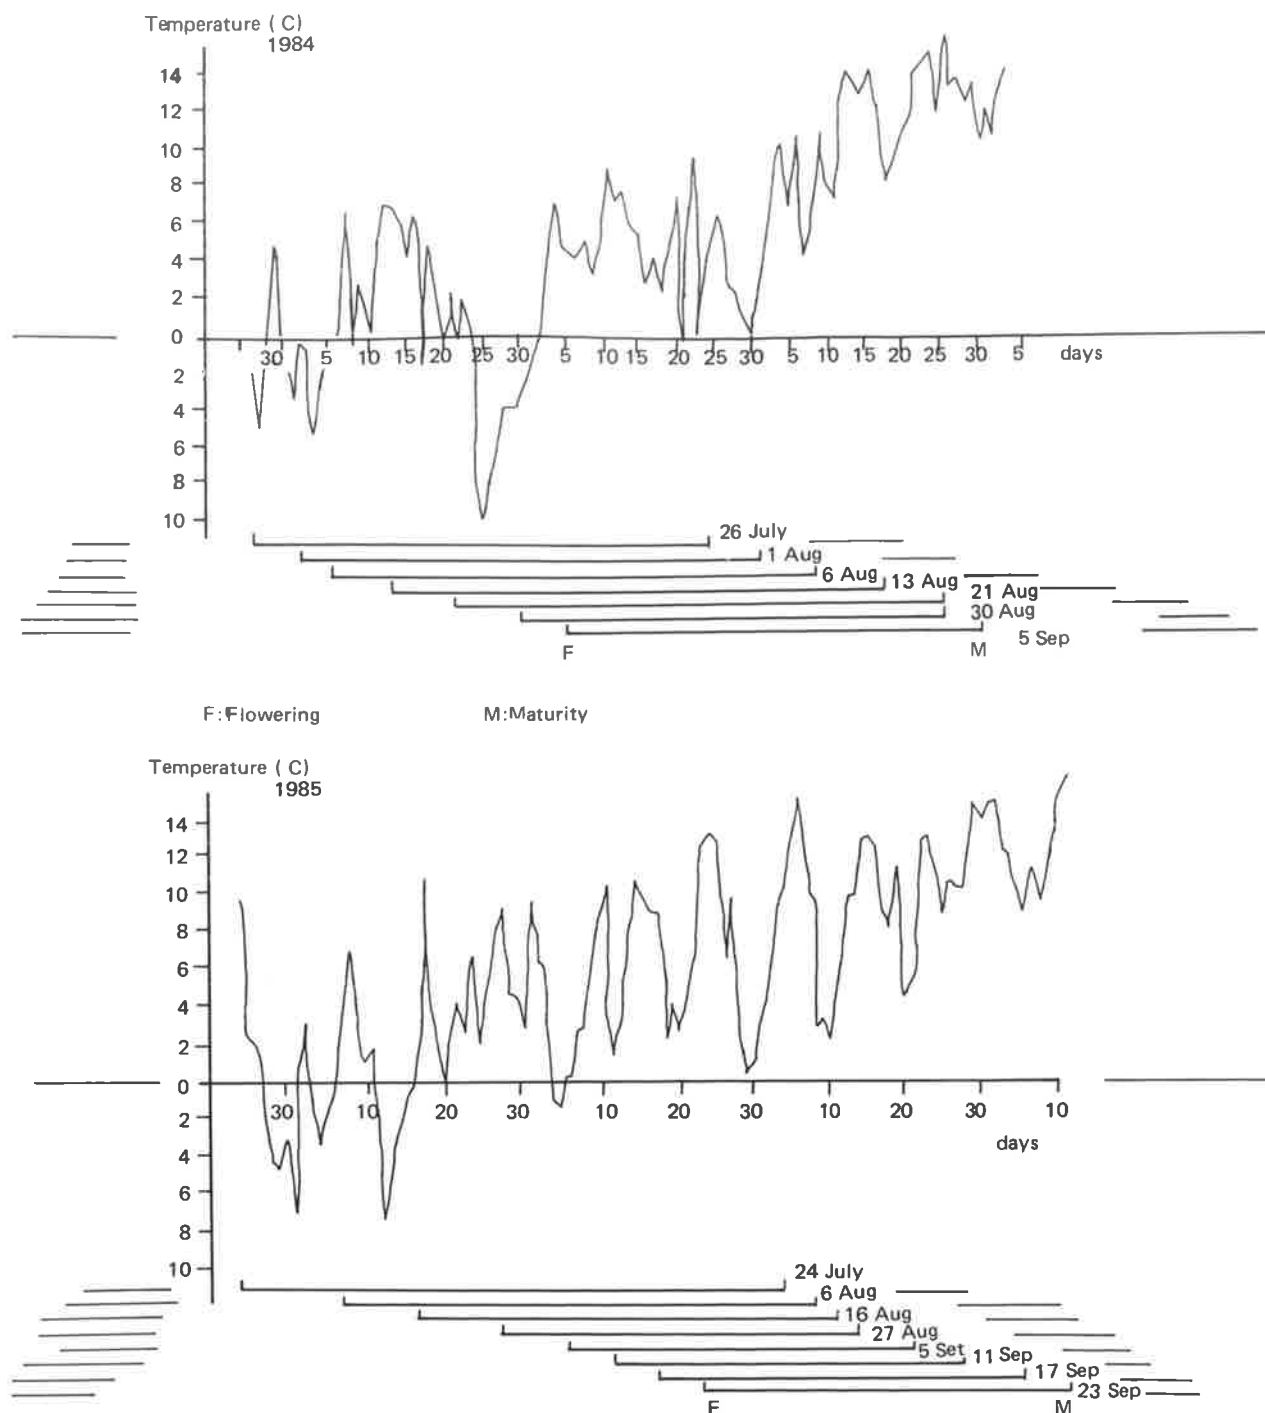 Temperature ( C)
1984
14
12
10
8
6
4
2
0
30 5 10 15 20 25 30 5 10 15 20 25 30 5 10 15 20 25 30 5 days
2
4
6
8
10
26 July
1 Aug
6 Aug
13 Aug
21 Aug
30 Aug
5 Sep
F M
F:Flowering M:Maturity
Temperature ( C)
1985
14
12
10
8
6
4
2
0
30 10 20 30 10 20 30 10 20 30 10
days
2
4
6
8
10
24 July
6 Aug
16 Aug
27 Aug
5 Set
11 Sep
17 Sep
23 Sep
F M